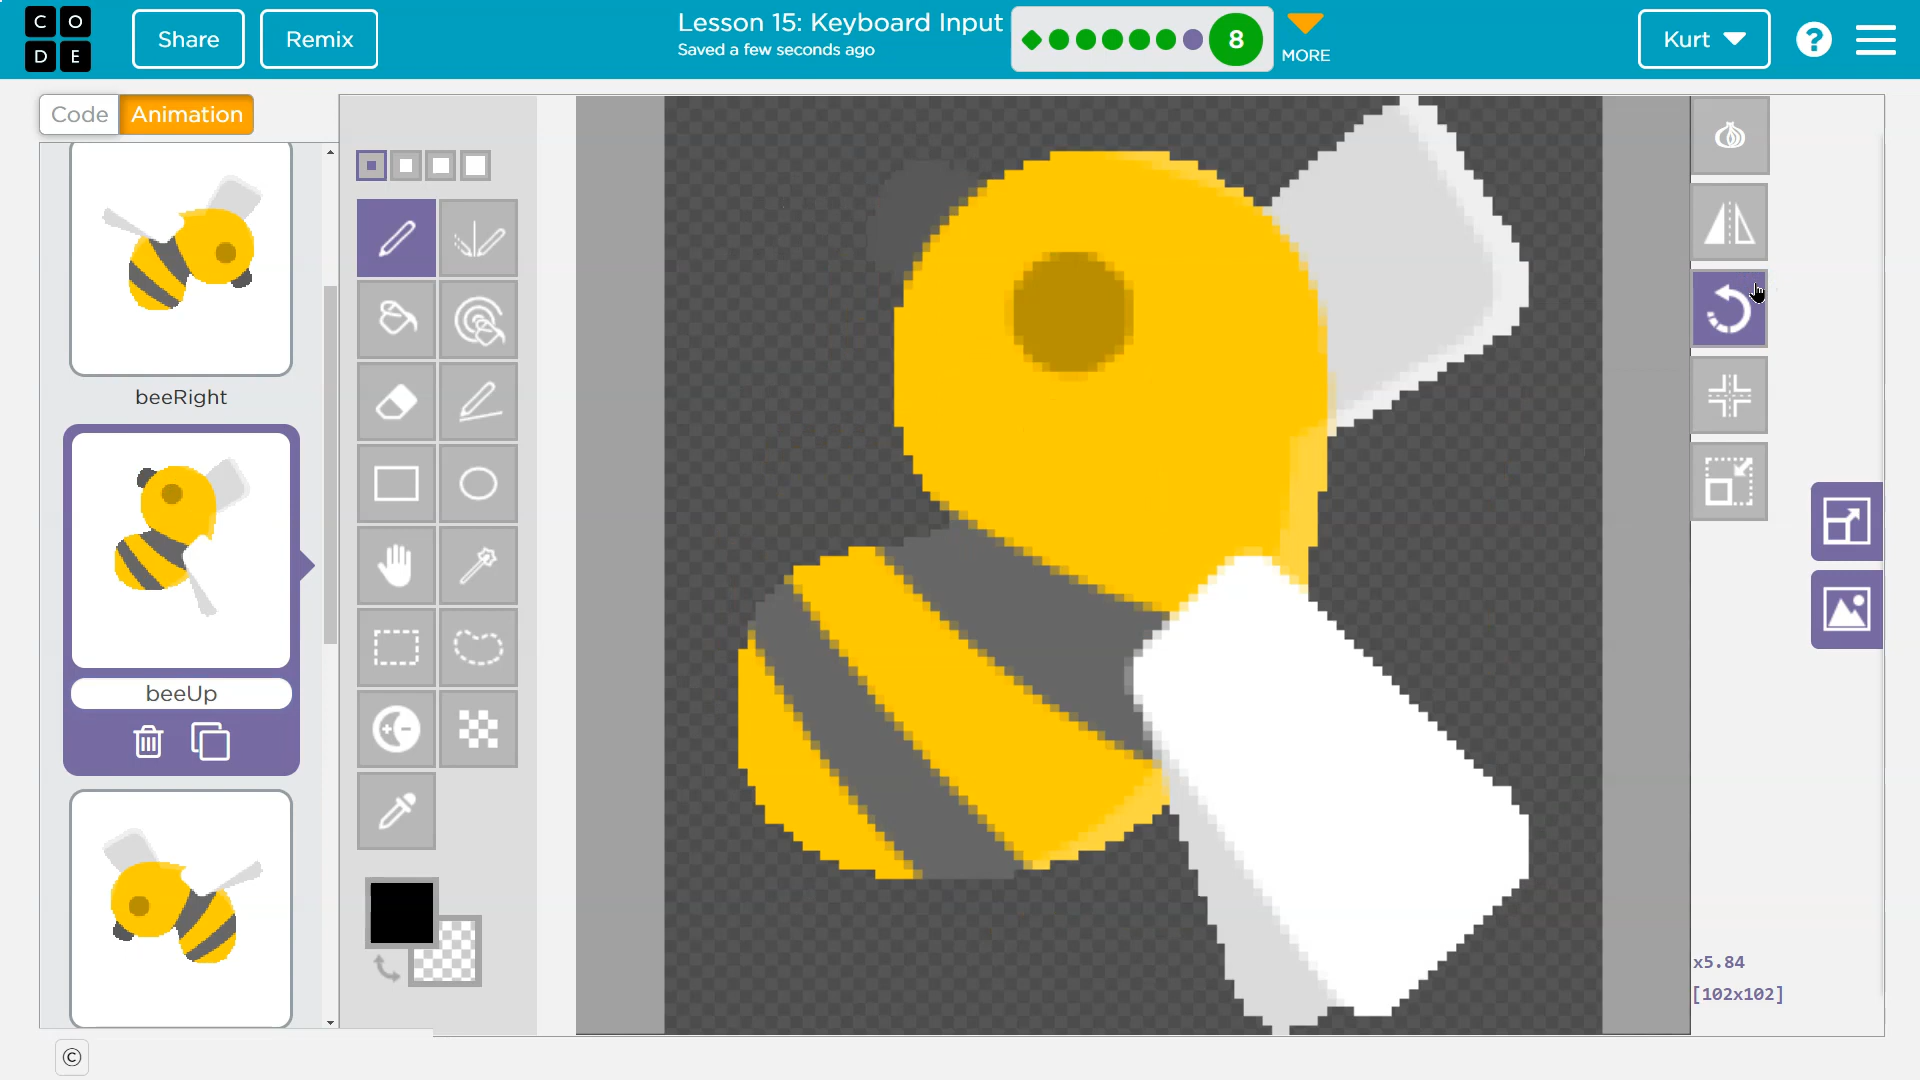 C O
D E
Share
Remix
Lesson 15: Keyboard Input
Saved a few seconds ago
8
MORE
Kurt
?
Code
Animation
beeRight
beeUp
x5.84
[102x102]
©